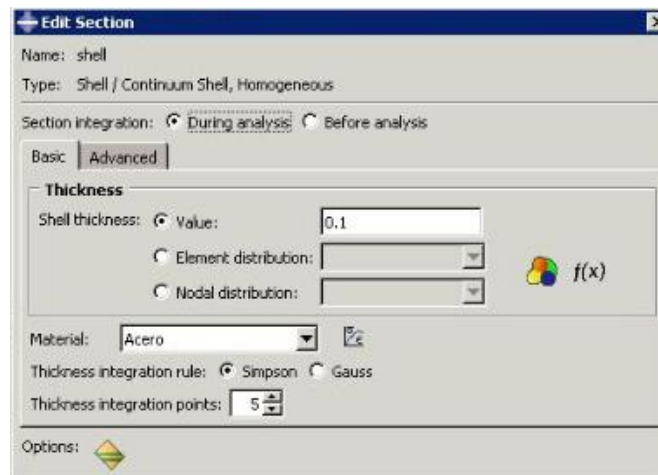 Edit Section
Name: shell
Type: Shell / Continuum Shell, Homogeneous
Section integration: During analysis Before analysis
Basic Advanced
Thickness
Shell thickness: Value: 0.1
Element distribution:
f(x)
Nodal distribution:
Material: Acero
Thickness integration rule: Simpson Gauss
Thickness integration points: 5
Options: